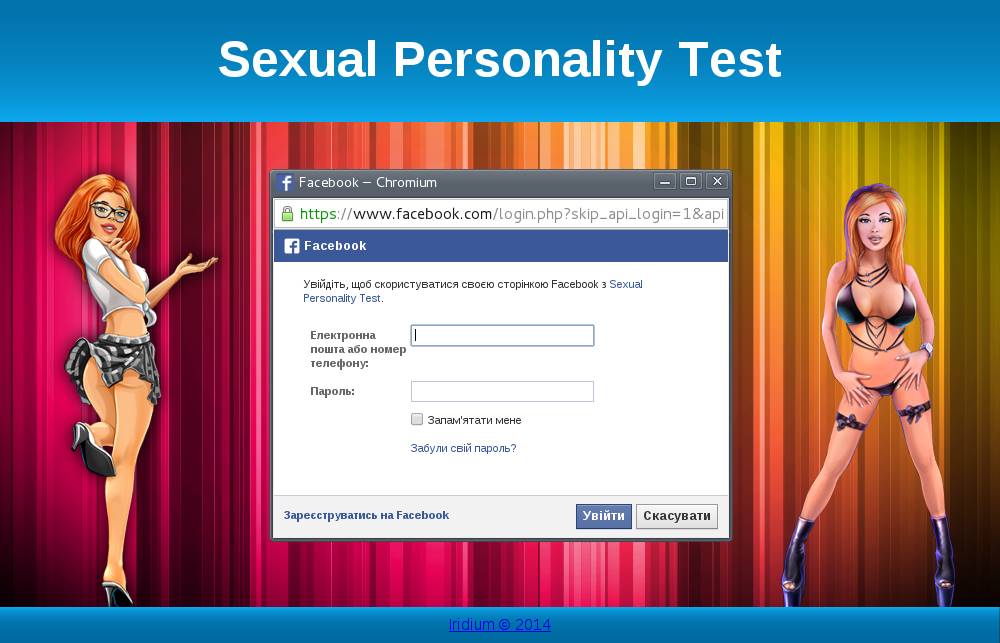 Sexual Personality Test
Facebook – Chromium
https://www.facebook.com/login.php?skip_api_login=1&api
Facebook
Увійдіть, щоб скористуватися своєю сторінкою Facebook з Sexual
Personality Test.
Електронна
пошта або номер
телефону:
Пароль:
Запам'ятати мене
Забули свій пароль?
Зареєструватись на Facebook
Увійти
Скасувати
Iridium © 2014